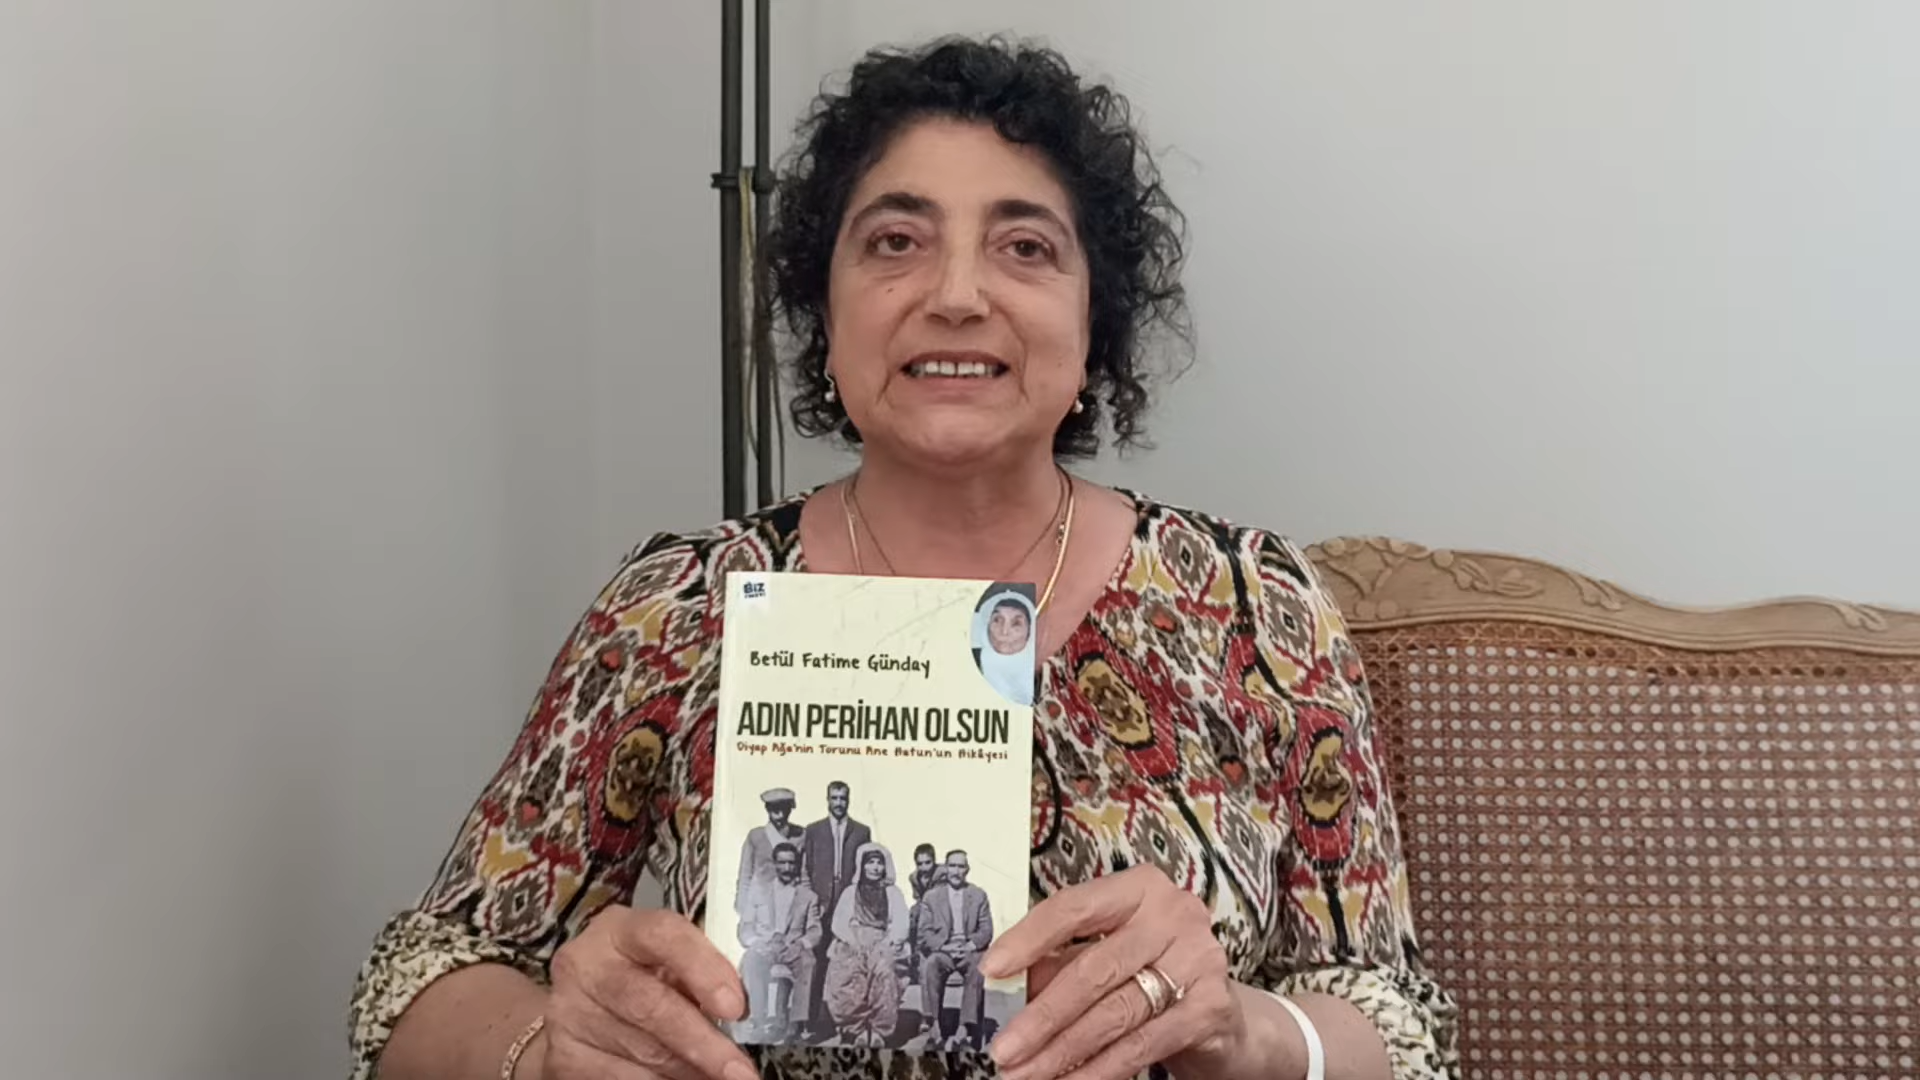 BİZ
Betül Fatime Günday
ADIN PERİHAN OLSUN
Diyap Ağa'nin Torunu Ane Hatun'un Hikâyesi